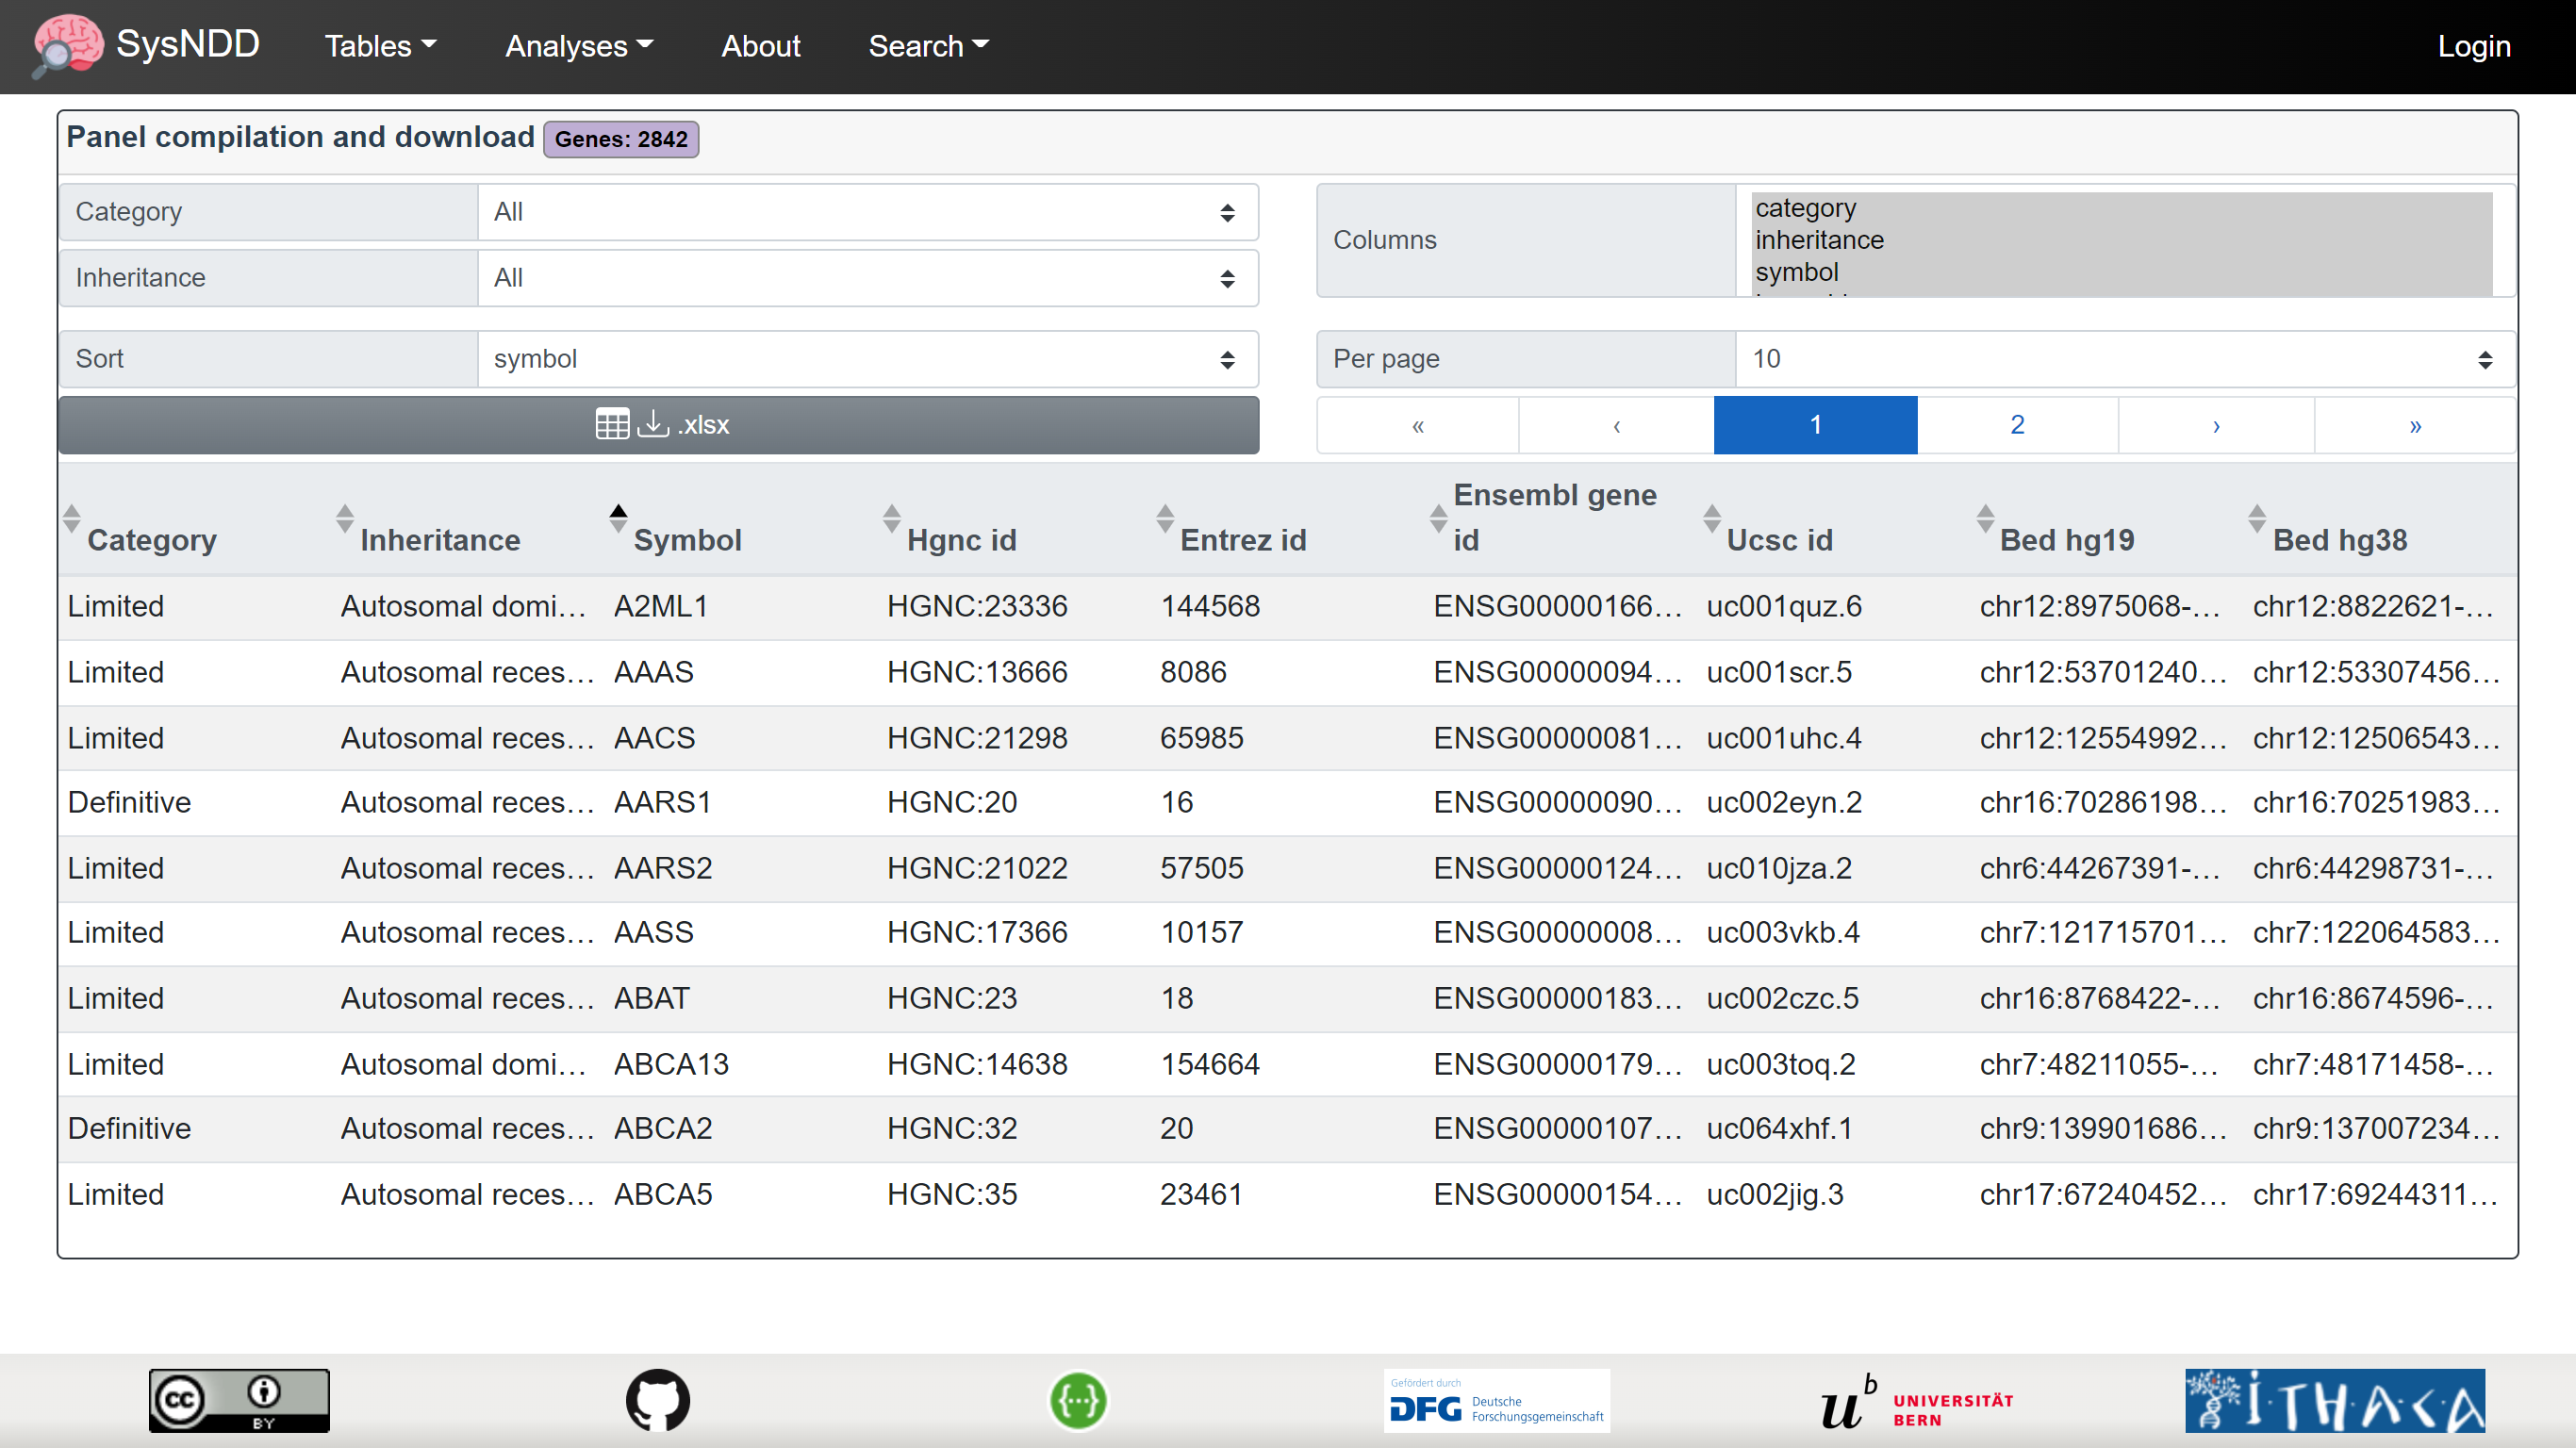 SysNDD Tables Analyses About Search Login
Panel compilation and download Genes: 2842
Category All
Inheritance All
Columns category
inheritance
symbol
Sort symbol
Per page 10
.xlsx
« ‹ 1 2 › »
Category Inheritance Symbol Hgnc id Entrez id Ensembl gene id Ucsc id Bed hg19 Bed hg38
Limited Autosomal domi… A2ML1 HGNC:23336 144568 ENSG00000166… uc001quz.6 chr12:8975068-… chr12:8822621-…
Limited Autosomal reces… AAAS HGNC:13666 8086 ENSG00000094… uc001scr.5 chr12:53701240… chr12:53307456…
Limited Autosomal reces… AACS HGNC:21298 65985 ENSG00000081… uc001uhc.4 chr12:12554992… chr12:12506543…
Definitive Autosomal reces… AARS1 HGNC:20 16 ENSG00000090… uc002eyn.2 chr16:70286198… chr16:70251983…
Limited Autosomal reces… AARS2 HGNC:21022 57505 ENSG00000124… uc010jza.2 chr6:44267391-… chr6:44298731-…
Limited Autosomal reces… AASS HGNC:17366 10157 ENSG00000008… uc003vkb.4 chr7:121715701… chr7:122064583…
Limited Autosomal reces… ABAT HGNC:23 18 ENSG00000183… uc002czc.5 chr16:8768422-… chr16:8674596-…
Limited Autosomal domi… ABCA13 HGNC:14638 154664 ENSG00000179… uc003toq.2 chr7:48211055-… chr7:48171458-…
Definitive Autosomal reces… ABCA2 HGNC:32 20 ENSG00000107… uc064xhf.1 chr9:139901686… chr9:137007234…
Limited Autosomal reces… ABCA5 HGNC:35 23461 ENSG00000154… uc002jig.3 chr17:67240452… chr17:69244311…
cc BY
{···}
Gefördert durch
DFG Deutsche
Forschungsgemeinschaft
u b UNIVERSITÄT
BERN
ITHACA